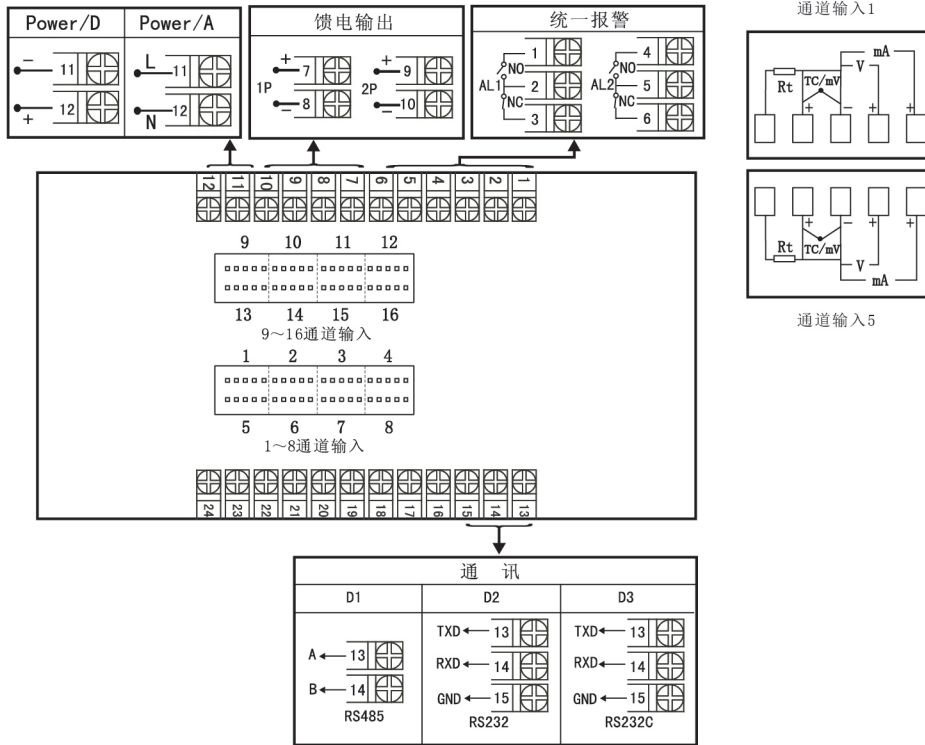 Power/D Power/A
- 11 L 11
+ 12 N 12
馈电输出
+ 7 + 9
1P 2P
- 8 - 10
统一报警
1 4
NO NO
AL1 2 AL2 5
NC NC
3 6
通道输入1
mA
V
Rt TC/mV
+ - + +
12 11 10 9 8 7 6 5 4 3 2 1
9 10 11 12
13 14 15 16
9~16通道输入
1 2 3 4
5 6 7 8
1~8通道输入
24 23 22 21 20 19 18 17 16 15 14 13
+ - + +
Rt TC/mV
V
mA
通道输入5
通 讯
D1 D2 D3
A 13
B 14
RS485
TXD 13
RXD 14
GND 15
RS232
TXD 13
RXD 14
GND 15
RS232C